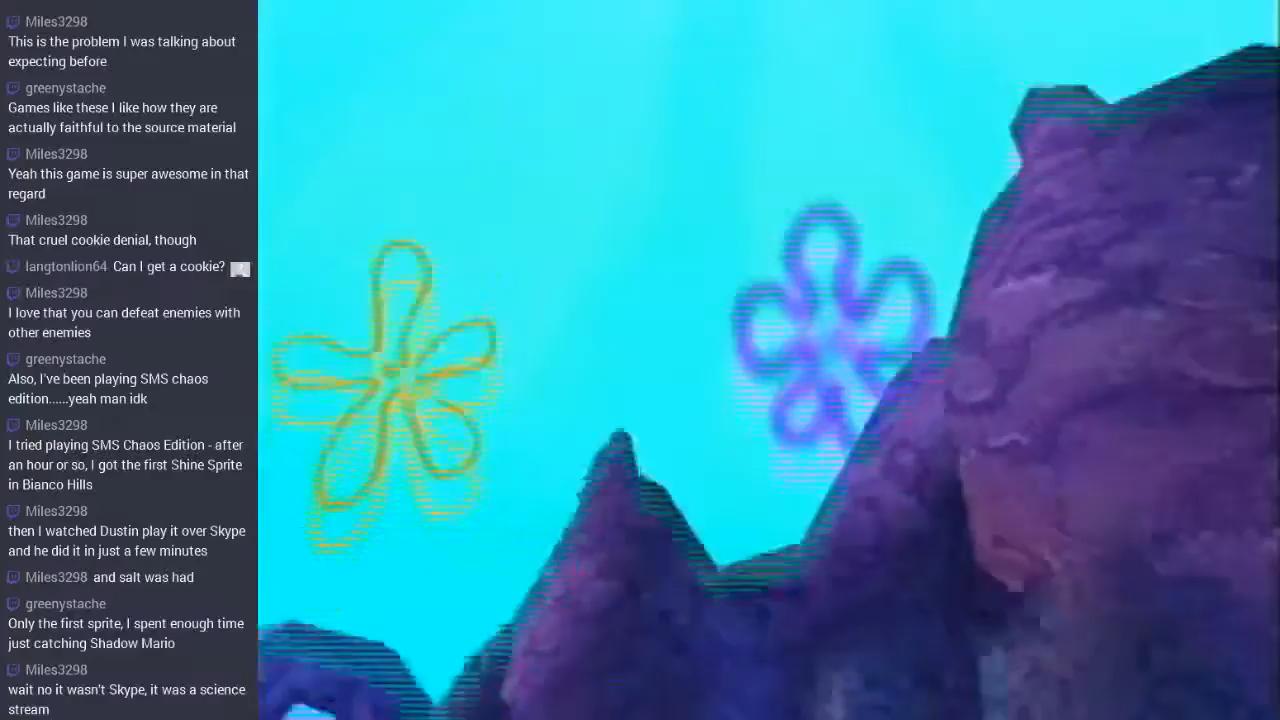 Miles3298
This is the problem I was talking about
expecting before
greenystache
Games like these I like how they are
actually faithful to the source material
Miles3298
Yeah this game is super awesome in that
regard
Miles3298
That cruel cookie denial, though
langtonlion64 Can I get a cookie?
Miles3298
I love that you can defeat enemies with
other enemies
greenystache
Also, I've been playing SMS chaos
edition......yeah man idk
Miles3298
I tried playing SMS Chaos Edition - after
an hour or so, I got the first Shine Sprite
in Bianco Hills
Miles3298
then I watched Dustin play it over Skype
and he did it in just a few minutes
Miles3298 and salt was had
greenystache
Only the first sprite, I spent enough time
just catching Shadow Mario
Miles3298
wait no it wasn't Skype, it was a science
stream